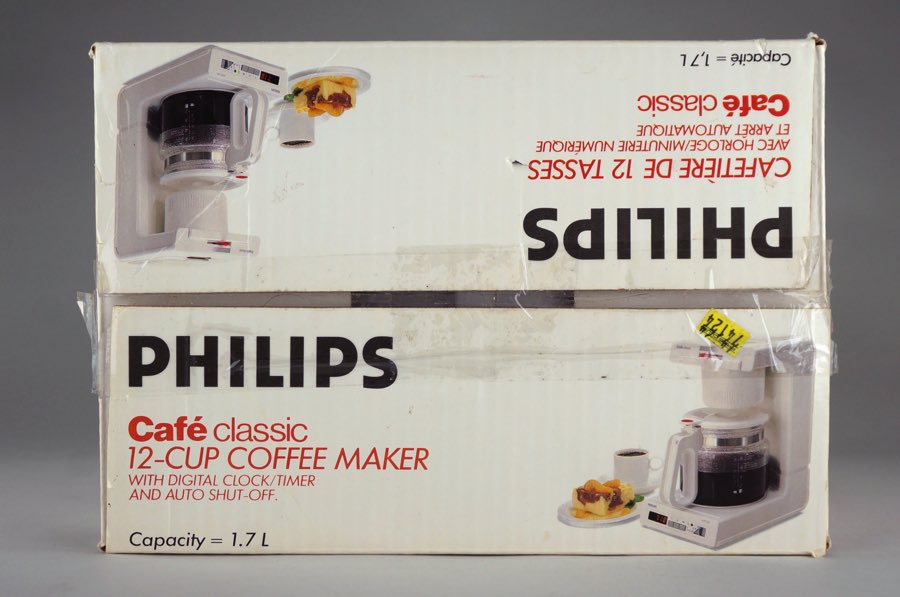 Capacité = 1,7 L
Café classic
ET ARRÊT AUTOMATIQUE
AVEC HORLOGE/MINUTERIE NUMÉRIQUE
CAFETIÈRE DE 12 TASSES
PHILIPS
74124
PHILIPS
Café classic
12-CUP COFFEE MAKER
WITH DIGITAL CLOCK/TIMER
AND AUTO SHUT-OFF.
Capacity = 1.7 L